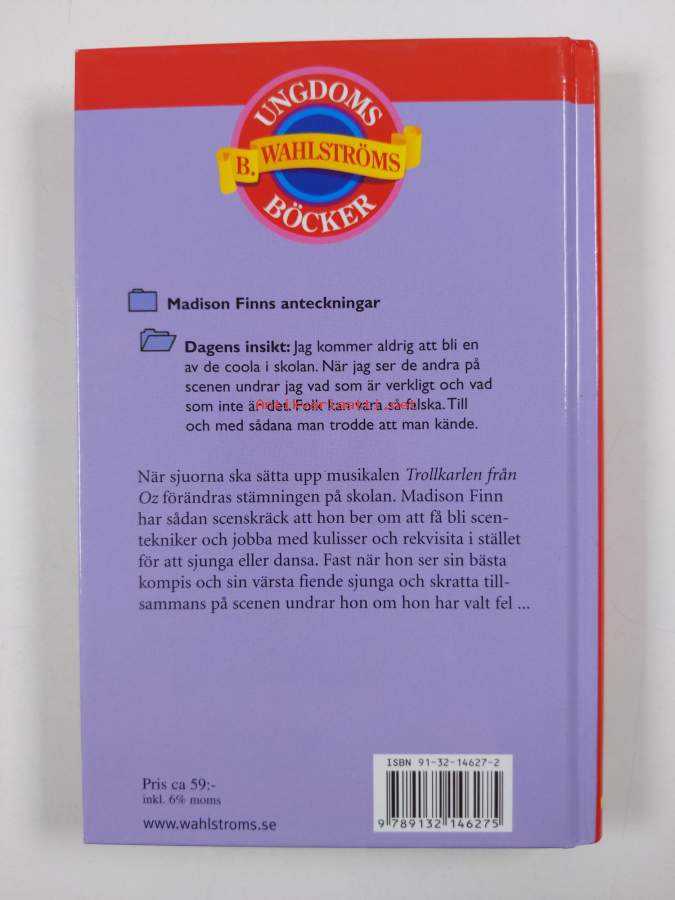 UNGDOMS
B. WAHLSTRÖMS
BÖCKER
Madison Finns anteckningar
Dagens insikt: Jag kommer aldrig att bli en
av de coola i skolan. När jag ser de andra på
scenen undrar jag vad som är verkligt och vad
som inte är det. Folk kan vara så falska. Till
Antikvariaatti.net
och med sådana man trodde att man kände.
När sjuorna ska sätta upp musikalen Trollkarlen från
Oz förändras stämningen på skolan. Madison Finn
har sådan scenskräck att hon ber om att få bli scen-
tekniker och jobba med kulisser och rekvisita i stället
för att sjunga eller dansa. Fast när hon ser sin bästa
kompis och sin värsta fiende sjunga och skratta till-
sammans på scenen undrar hon om hon har valt fel ...
ISBN 91-32-14627-2
Pris ca 59:-
inkl. 6% moms
www.wahlstroms.se
9 789132 146275